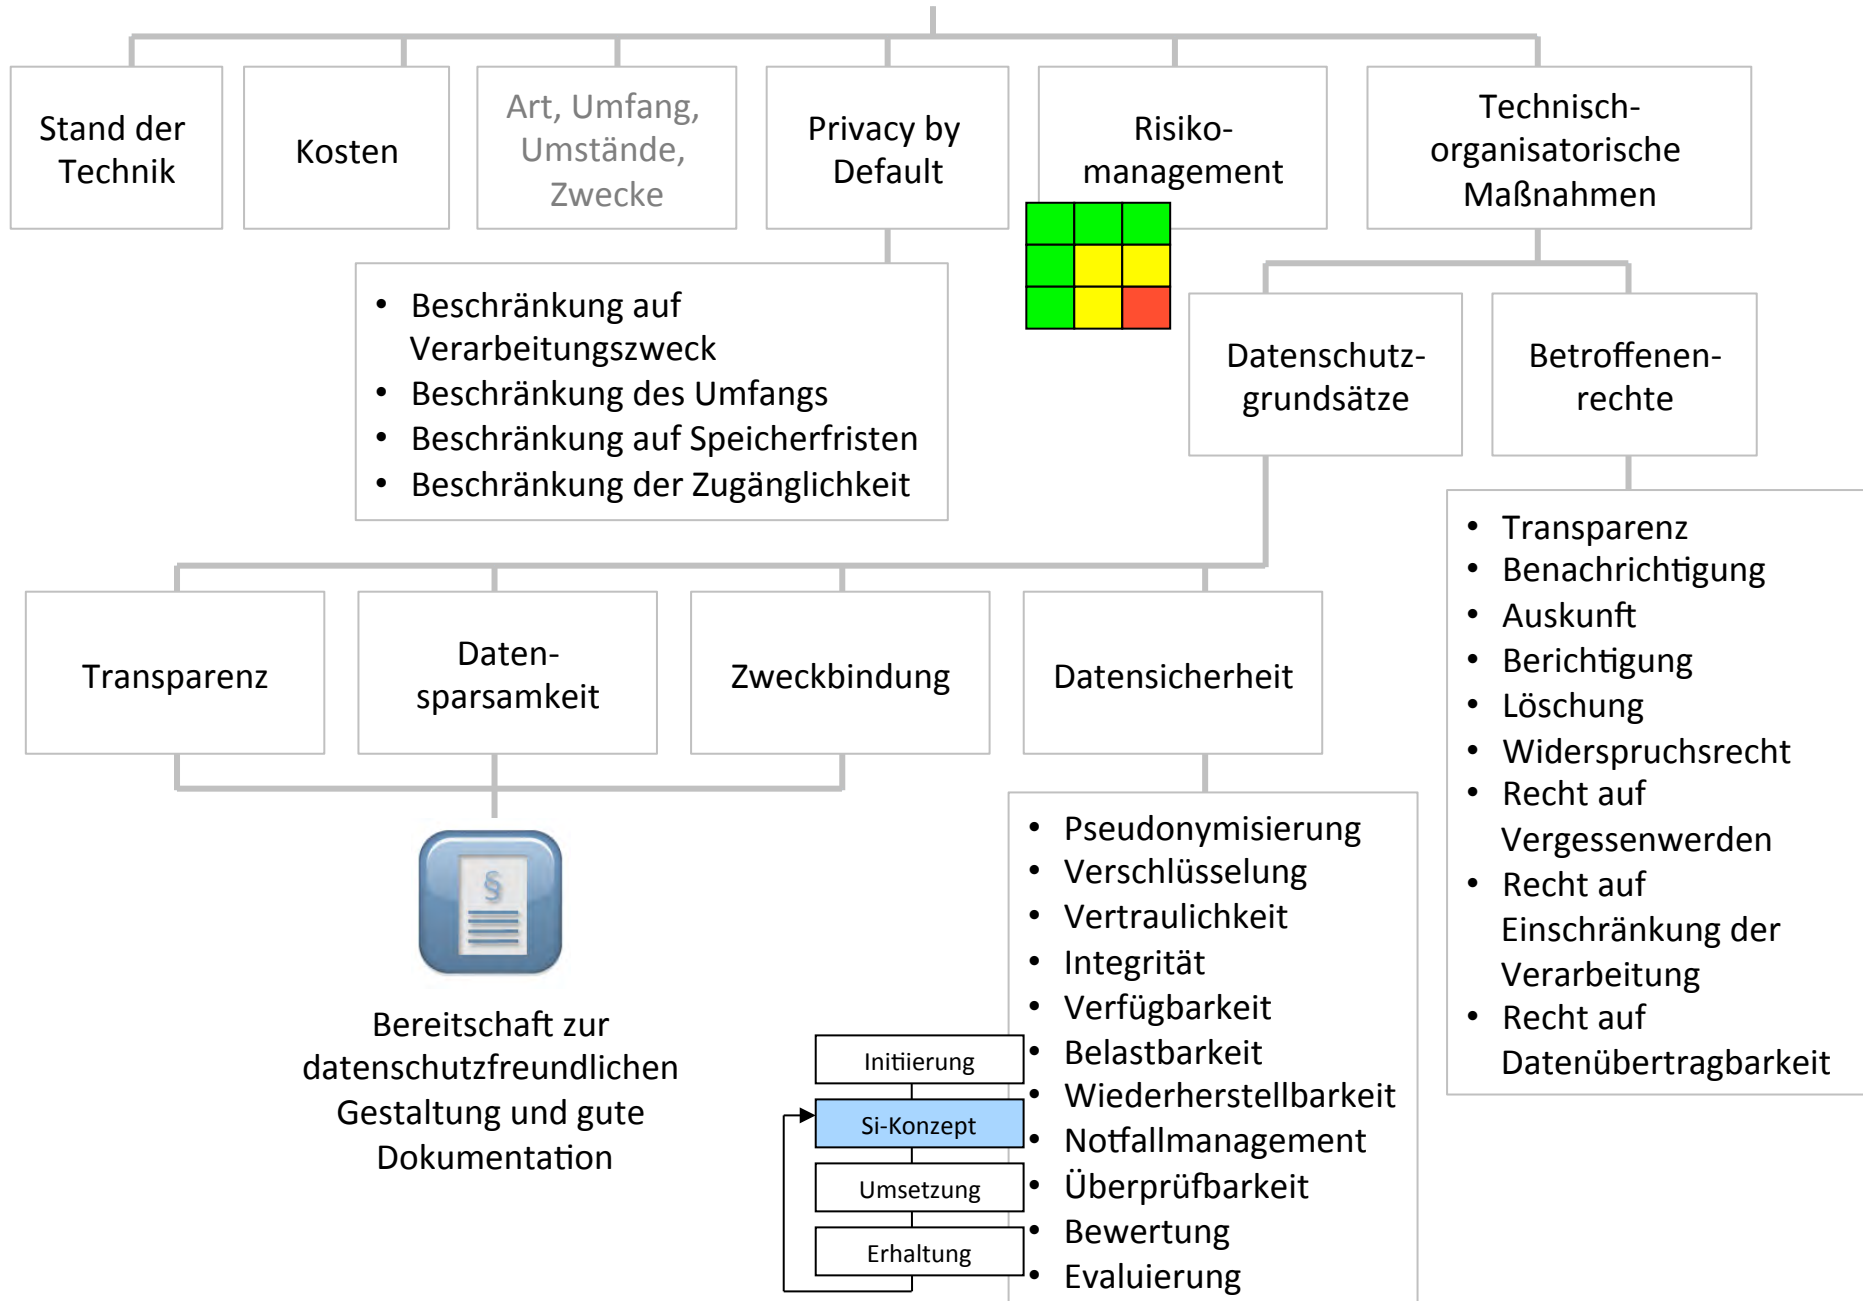 Stand der
Technik
Kosten
Art, Umfang,
Umstände,
Zwecke
Privacy by
Default
Risiko-
management
Technisch-
organisatorische
Maßnahmen
• Beschränkung auf
Verarbeitungszweck
• Beschränkung des Umfangs
• Beschränkung auf Speicherfristen
• Beschränkung der Zugänglichkeit
Datenschutz-
grundsätze
Betroffenen-
rechte
• Transparenz
• Benachrichtigung
• Auskunft
• Berichtigung
• Löschung
• Widerspruchsrecht
• Recht auf
Vergessenwerden
• Recht auf
Einschränkung der
Verarbeitung
• Recht auf
Datenübertragbarkeit
Transparenz
Daten-
sparsamkeit
Zweckbindung
Datensicherheit
§
Bereitschaft zur
datenschutzfreundlichen
Gestaltung und gute
Dokumentation
• Pseudonymisierung
• Verschlüsselung
• Vertraulichkeit
• Integrität
• Verfügbarkeit
• Belastbarkeit
• Wiederherstellbarkeit
• Notfallmanagement
• Überprüfbarkeit
• Bewertung
• Evaluierung
Initiierung
Si-Konzept
Umsetzung
Erhaltung